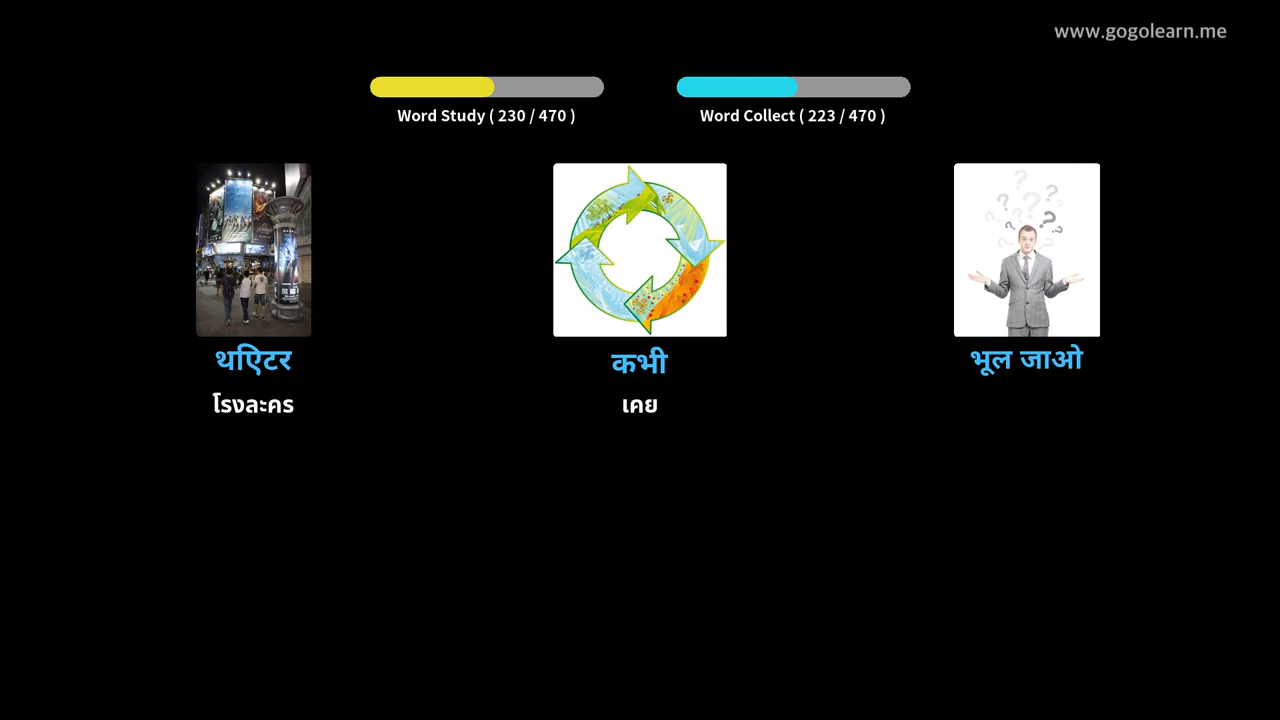 www.gogolearn.me
Word Study ( 230 / 470 )
Word Collect ( 223 / 470 )
थिएटर
कभी
भूल जाओ
โรงละคร
เคย